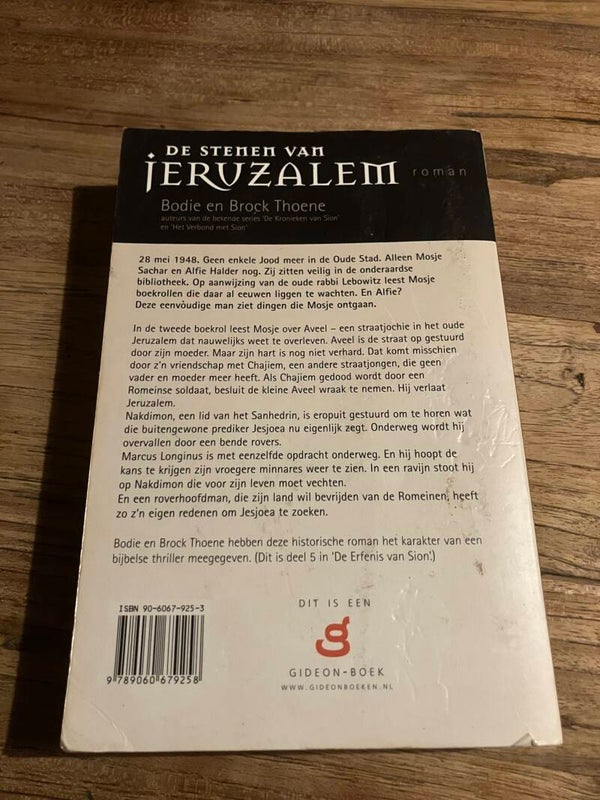 DE STENEN VAN
JERUZALEM roman
Bodie en Brock Thoene
auteurs van de bekende series 'De Kronieken van Sion'
en 'Het Verbond met Sion'
28 mei 1948. Geen enkele Jood meer in de Oude Stad. Alleen Mosje
Sachar en Alfie Halder nog. Zij zitten veilig in de onderaardse
bibliotheek. Op aanwijzing van de oude rabbi Lebowitz leest Mosje
boekrollen die daar al eeuwen liggen te wachten. En Alfie?
Deze eenvoudige man ziet dingen die Mosje ontgaan.
In de tweede boekrol leest Mosje over Aveel – een straatjochie in het oude
Jeruzalem dat nauwelijks weet te overleven. Aveel is de straat op gestuurd
door zijn moeder. Maar zijn hart is nog niet verhard. Dat komt misschien
door z'n vriendschap met Chajiem, een andere straatjongen, die geen
vader en moeder meer heeft. Als Chajiem gedood wordt door een
Romeinse soldaat, besluit de kleine Aveel wraak te nemen. Hij verlaat
Jeruzalem.
Nakdimon, een lid van het Sanhedrin, is eropuit gestuurd om te horen wat
die buitengewone prediker Jesjoea nu eigenlijk zegt. Onderweg wordt hij
overvallen door een bende rovers.
Marcus Longinus is met eenzelfde opdracht onderweg. En hij hoopt de
kans te krijgen zijn vroegere minnares weer te zien. In een ravijn stoot hij
op Nakdimon die voor zijn leven moet vechten.
En een roverhoofdman, die zijn land wil bevrijden van de Romeinen, heeft
zo z'n eigen redenen om Jesjoea te zoeken.
Bodie en Brock Thoene hebben deze historische roman het karakter van een
bijbelse thriller meegegeven. (Dit is deel 5 in 'De Erfenis van Sion'.)
ISBN 90-6067-925-3
9 789060 679258
DIT IS EEN
g
GIDEON-BOEK
WWW.GIDEONBOEKEN.NL